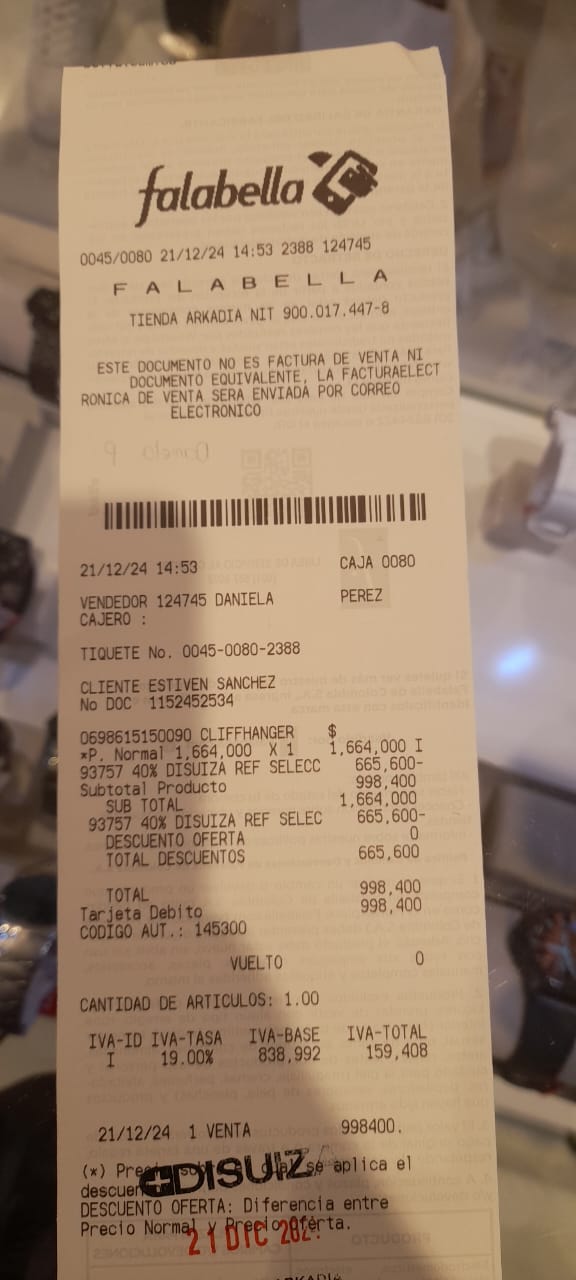 falabella
0045/0080 21/12/24 14:53 2388 124745
F A L A B E L L A
TIENDA ARKADIA NIT 900.017.447-8
ESTE DOCUMENTO NO ES FACTURA DE VENTA NI
DOCUMENTO EQUIVALENTE, LA FACTURAELECT
RONICA DE VENTA SERA ENVIADA POR CORREO
ELECTRONICO
21/12/24 14:53 CAJA 0080
VENDEDOR 124745 DANIELA PEREZ
CAJERO :
TIQUETE No. 0045-0080-2388
CLIENTE ESTIVEN SANCHEZ
No DOC 1152452534
0698615150090 CLIFFHANGER $
*P. Normal 1,664,000 X 1 1,664,000 I
93757 40% DISUIZA REF SELECC 665,600-
Subtotal Producto 998,400
SUB TOTAL 1,664,000
93757 40% DISUIZA REF SELEC 665,600-
DESCUENTO OFERTA 0
TOTAL DESCUENTOS 665,600
TOTAL 998,400
Tarjeta Debito 998,400
CODIGO AUT.: 145300
VUELTO 0
CANTIDAD DE ARTICULOS: 1.00
IVA-ID IVA-TASA IVA-BASE IVA-TOTAL
I 19.00% 838,992 159,408
21/12/24 1 VENTA 998400.
(*) se aplica el
DISUIZA
DESCUENTO OFERTA: Diferencia entre
Precio Normal y Precio Oferta.
21 DIC